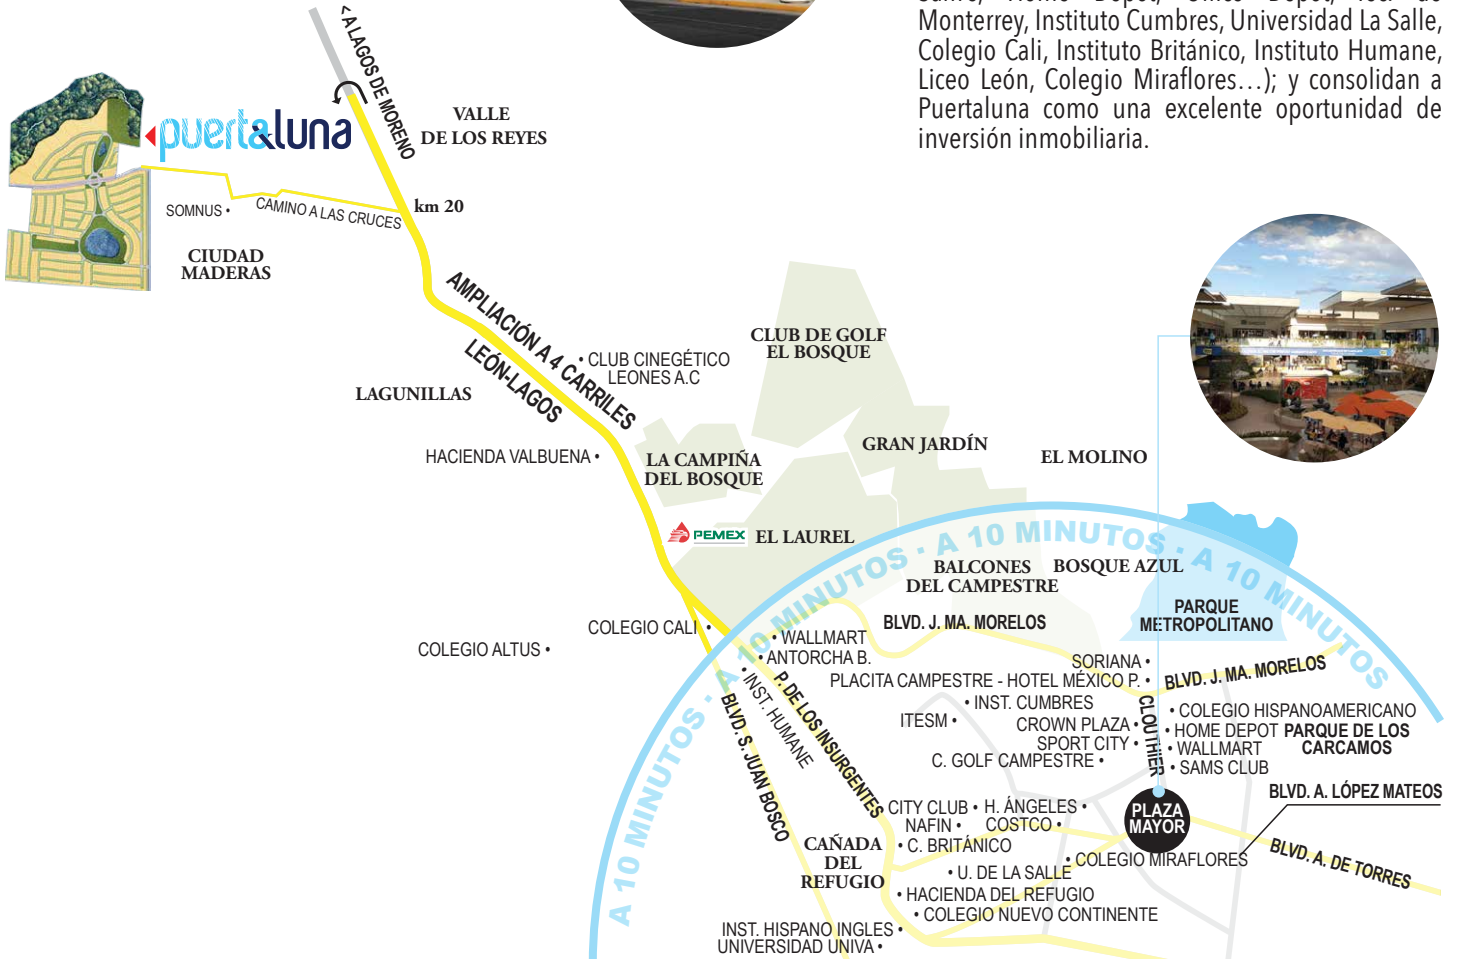 Monterrey, Instituto Cumbres, Universidad La Salle,
Colegio Cali, Instituto Británico, Instituto Humane,
Liceo León, Colegio Miraflores...); y consolidan a
Puertaluna como una excelente oportunidad de
inversión inmobiliaria.
< A LAGOS DE MORENO
VALLE
DE LOS REYES
puerta&luna
km 20
SOMNUS •
CAMINO A LAS CRUCES
CIUDAD
MADERAS
AMPLIACIÓN A 4 CARRILES
LEÓN-LAGOS
• CLUB CINEGÉTICO
LEONES A.C
CLUB DE GOLF
EL BOSQUE
LAGUNILLAS
GRAN JARDÍN
HACIENDA VALBUENA •
LA CAMPIÑA
DEL BOSQUE
EL MOLINO
PEMEX
EL LAUREL
A 10 MINUTOS · A 10 MINUTOS · A 10 MINUTOS · A 10 MINUTOS
BALCONES
DEL CAMPESTRE
BOSQUE AZUL
PARQUE
METROPOLITANO
BLVD. J. MA. MORELOS
COLEGIO CALI •
COLEGIO ALTUS •
• WALLMART
• ANTORCHA B.
• INST. HUMANE
P. DE LOS INSURGENTES
BLVD. S. JUAN BOSCO
SORIANA •
PLACITA CAMPESTRE - HOTEL MÉXICO P. •
BLVD. J. MA. MORELOS
• INST. CUMBRES
ITESM •
CROWN PLAZA •
SPORT CITY •
C. GOLF CAMPESTRE •
CLOUTHIER
• COLEGIO HISPANOAMERICANO
• HOME DEPOT
• WALLMART
• SAMS CLUB
PARQUE DE LOS
CARCAMOS
BLVD. A. LÓPEZ MATEOS
PLAZA
MAYOR
CITY CLUB •
H. ÁNGELES •
NAFIN •
COSTCO •
• C. BRITÁNICO
• COLEGIO MIRAFLORES
BLVD. A. DE TORRES
CAÑADA
DEL
REFUGIO
• U. DE LA SALLE
• HACIENDA DEL REFUGIO
• COLEGIO NUEVO CONTINENTE
INST. HISPANO INGLES •
UNIVERSIDAD UNIVA •